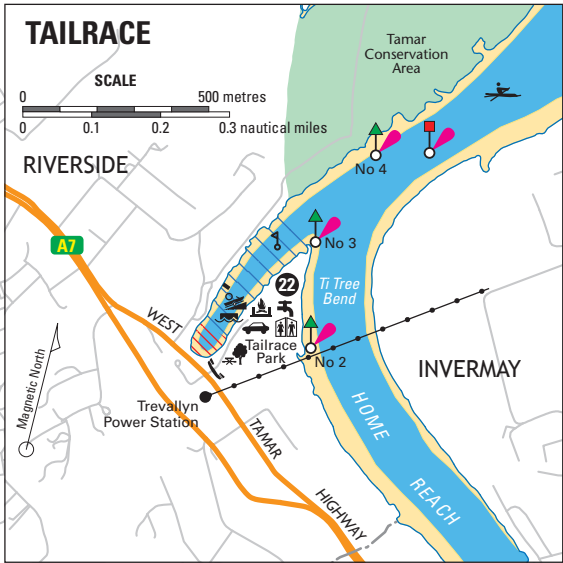 TAILRACE
SCALE
0 500 metres
0 0.1 0.2 0.3 nautical miles
Tamar
Conservation
Area
RIVERSIDE
No 4
A7
No 3
22
Ti Tree
Bend
WEST
Tailrace
Park
No 2
INVERMAY
Magnetic North
Trevallyn
Power Station
HOME
TAMAR
REACH
HIGHWAY